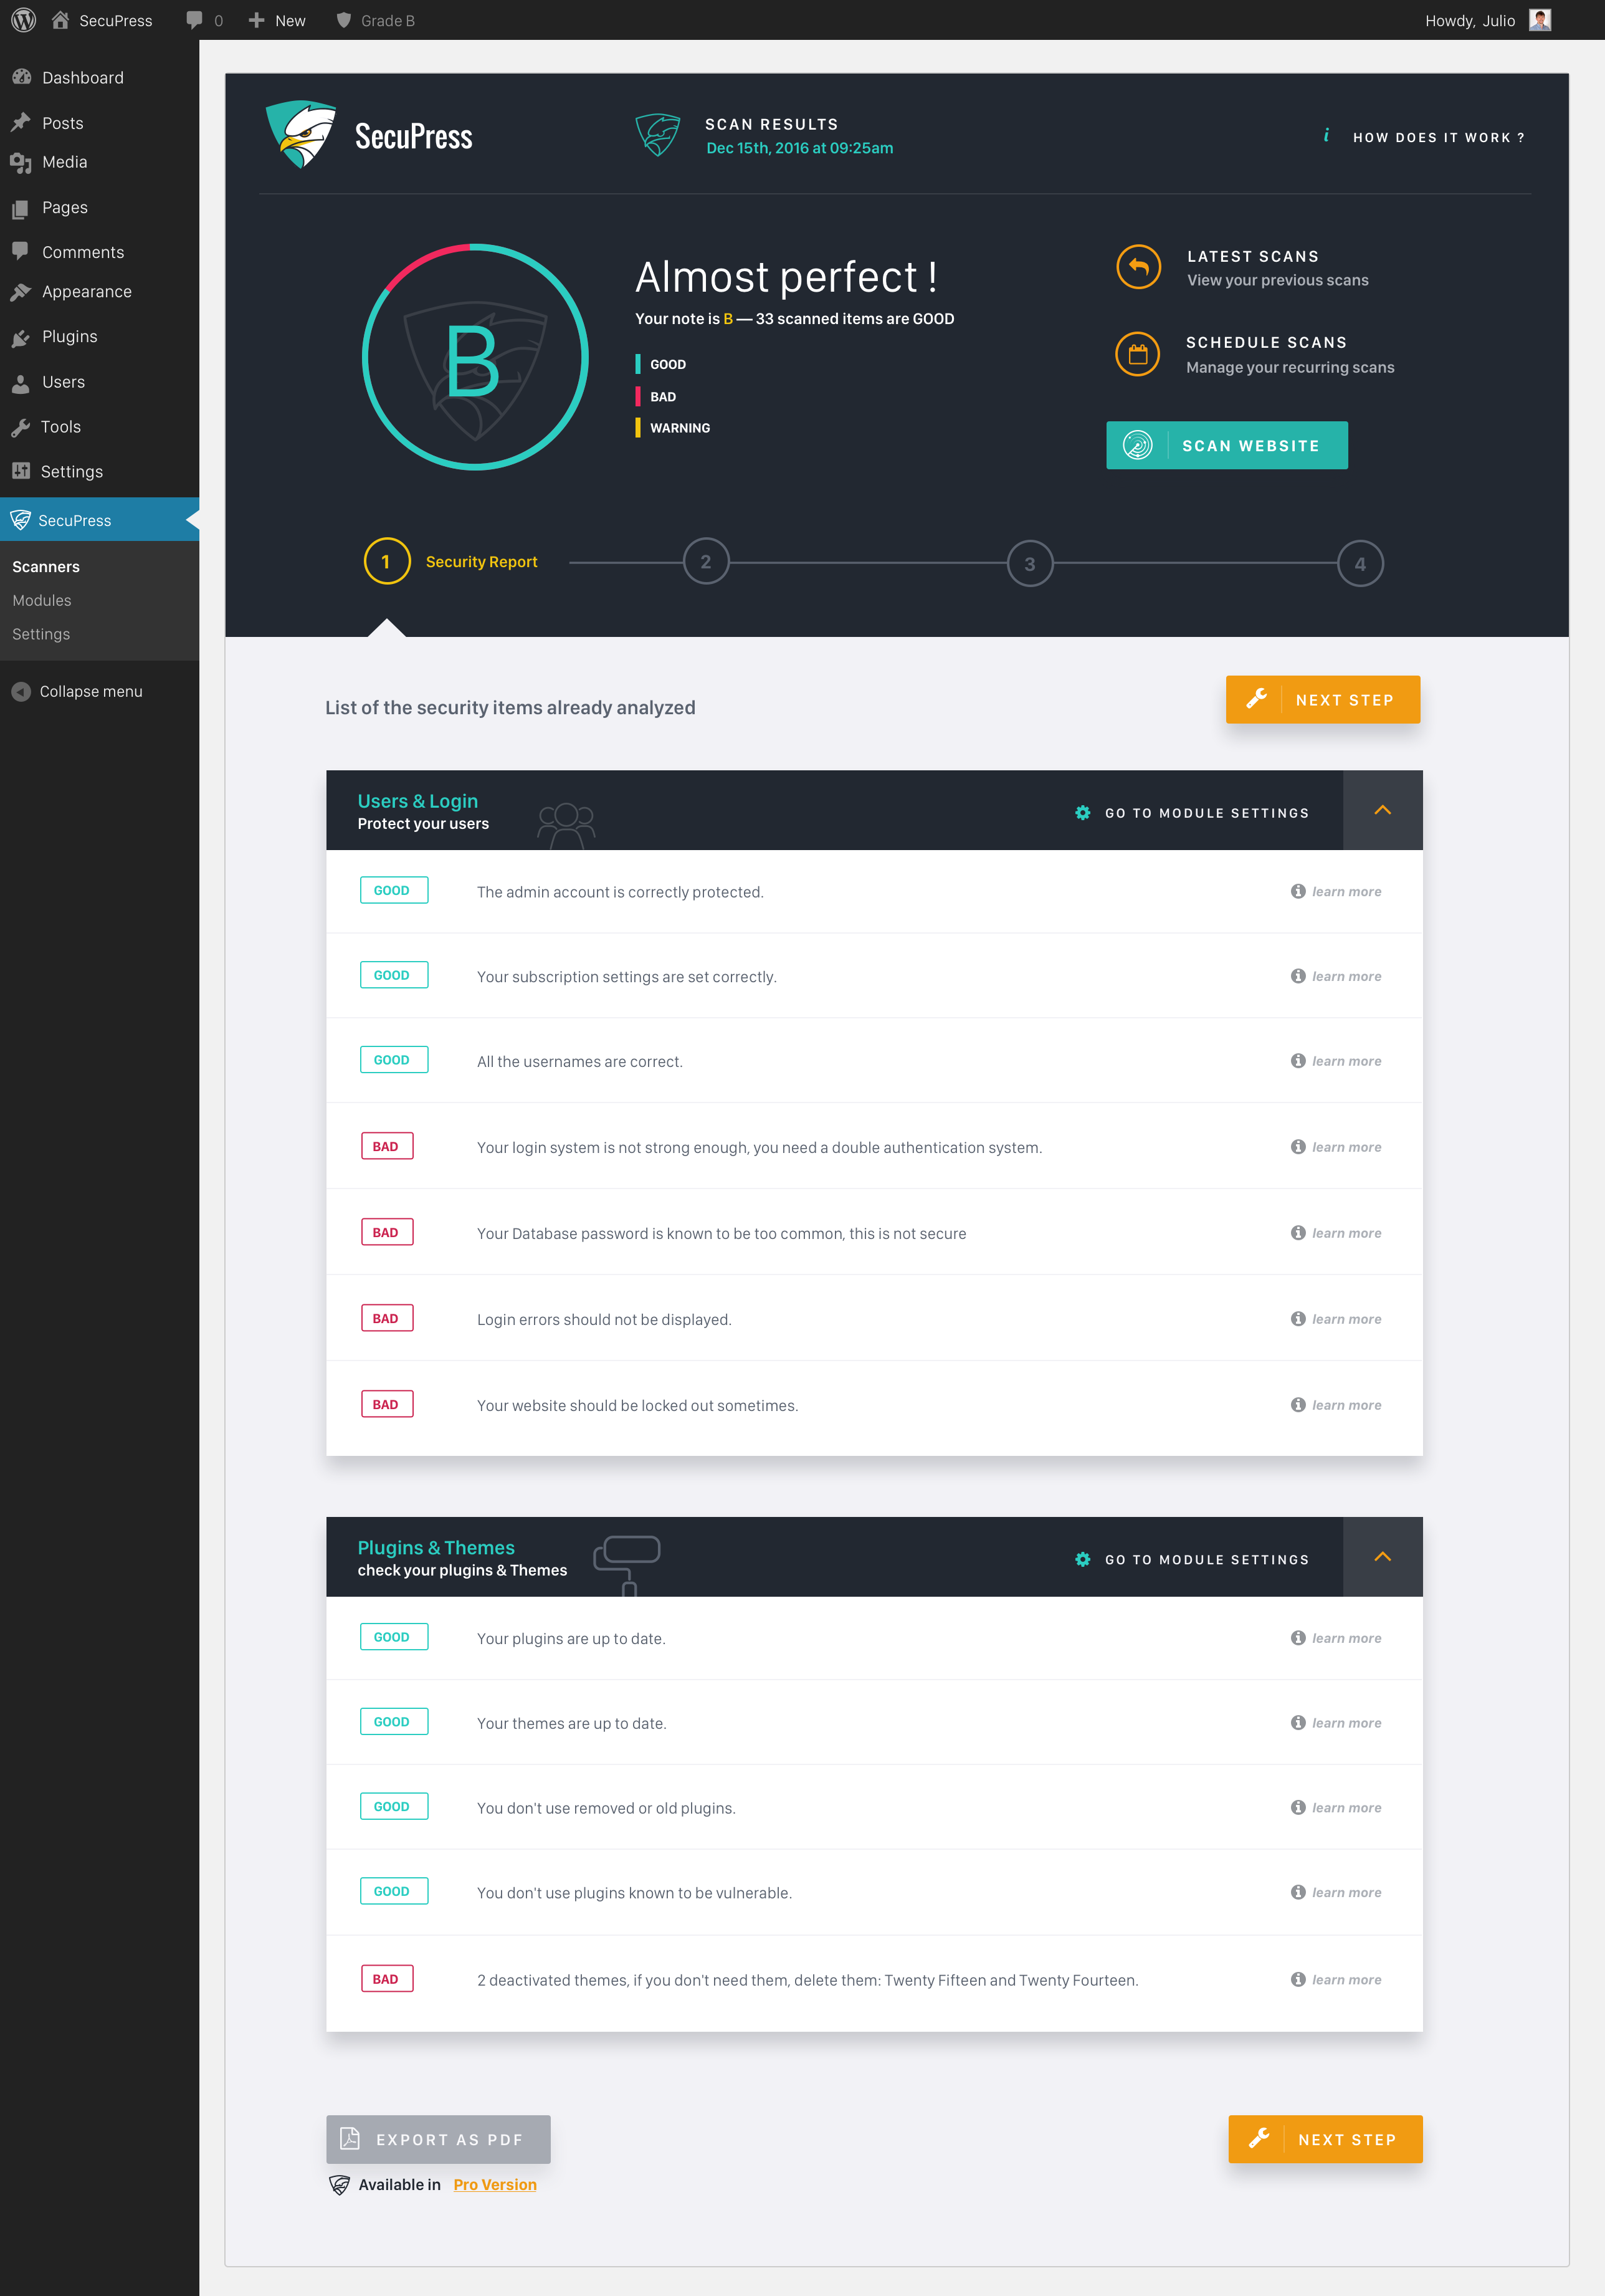 SecuPress
0
New
Grade B
Howdy, Julio
Dashboard
Posts
Media
Pages
Comments
Appearance
Plugins
Users
Tools
Settings
SecuPress
Scanners
Modules
Settings
Collapse menu
SecuPress
SCAN RESULTS
Dec 15th, 2016 at 09:25am
HOW DOES IT WORK ?
B
Almost perfect !
Your note is B — 33 scanned items are GOOD
GOOD
BAD
WARNING
LATEST SCANS
View your previous scans
SCHEDULE SCANS
Manage your recurring scans
SCAN WEBSITE
1 Security Report 2 3 4
List of the security items already analyzed
NEXT STEP
Users & Login
Protect your users
GO TO MODULE SETTINGS
GOOD The admin account is correctly protected. learn more
GOOD Your subscription settings are set correctly. learn more
GOOD All the usernames are correct. learn more
BAD Your login system is not strong enough, you need a double authentication system. learn more
BAD Your Database password is known to be too common, this is not secure learn more
BAD Login errors should not be displayed. learn more
BAD Your website should be locked out sometimes. learn more
Plugins & Themes
check your plugins & Themes
GO TO MODULE SETTINGS
GOOD Your plugins are up to date. learn more
GOOD Your themes are up to date. learn more
GOOD You don't use removed or old plugins. learn more
GOOD You don't use plugins known to be vulnerable. learn more
BAD 2 deactivated themes, if you don't need them, delete them: Twenty Fifteen and Twenty Fourteen. learn more
EXPORT AS PDF
NEXT STEP
Available in Pro Version